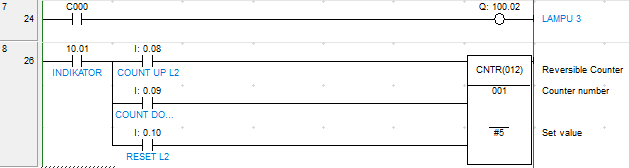 7
C000
Q: 100.02
24
LAMPU 3
8
10.01
I: 0.08
26
INDIKATOR
COUNT UP L2
CNTR(012)
Reversible Counter
I: 0.09
001
Counter number
COUNT DO...
I: 0.10
#5
Set value
RESET L2